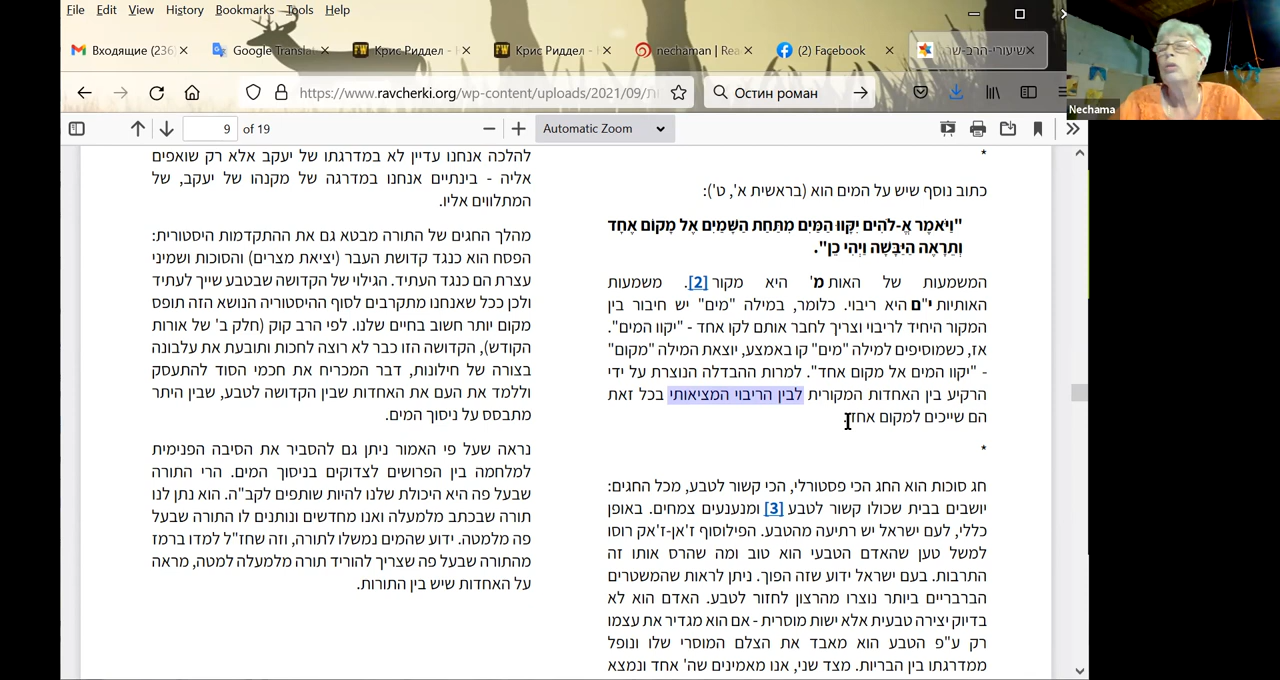 File Edit View History Bookmarks Tools Help
Входящие (236)
Google Transla
Крис Риддел -
Крис Риддел -
nechaman | Rea
(2) Facebook
שיעורי-הרב-שר
https://www.ravcherki.org/wp-content/uploads/2021/09/
Остин роман
Nechama
9 of 19
Automatic Zoom
*
כתוב נוסף שיש על המים הוא (בראשית א', ט'):
"וַיֹּאמֶר אֱ-לֹהִים יִקָּווּ הַמַּיִם מִתַּחַת הַשָּׁמַיִם אֶל מָקוֹם אֶחָד
וְתֵרָאֶה הַיַּבָּשָׁה וַיְהִי כֵן".
המשמעות של האות מ' היא מקור [2]. משמעות
האותיות י"ם היא ריבוי. כלומר, במילה "מים" יש חיבור בין
המקור היחיד לריבוי וצריך לחבר אותם לקו אחד - "יקוו המים".
אז, כשמוסיפים למילה "מים" קו באמצע, יוצאת המילה "מקום"
- "יקוו המים אל מקום אחד". למרות ההבדלה הנוצרת על ידי
הרקיע בין האחדות המקורית לבין הריבוי המציאותי בכל זאת
הם שייכים למקום אחד.
*
חג סוכות הוא החג הכי פסטורלי, הכי קשור לטבע, מכל החגים:
יושבים בבית שכולו קשור לטבע [3] ומנענעים צמחים. באופן
כללי, לעם ישראל יש רתיעה מהטבע. הפילוסוף ז'אן-ז'אק רוסו
למשל טען שהאדם הטבעי הוא טוב ומה שהרס אותו זה
התרבות. בעם ישראל ידוע שזה הפוך. ניתן לראות שהמשטרים
הברבריים ביותר נוצרו מהרצון לחזור לטבע. האדם הוא לא
בדיוק יצירה טבעית אלא ישות מוסרית - אם הוא מגדיר את עצמו
רק ע"פ הטבע הוא מאבד את הצלם המוסרי שלו ונופל
ממדרגתו בין הבריות. מצד שני, אנו מאמינים שה' אחד ונמצא
להלכה אנחנו עדיין לא במדרגתו של יעקב אלא רק שואפים
אליה - בינתיים אנחנו במדרגה של מקנהו של יעקב, של
המתלווים אליו.
מהלך החגים של התורה מבטא גם את ההתקדמות היסטורית:
הפסח הוא כנגד קדושת העבר (יציאת מצרים) והסוכות ושמיני
עצרת הם כנגד העתיד. הגילוי של הקדושה שבטבע שייך לעתיד
ולכן ככל שאנחנו מתקרבים לסוף ההיסטוריה הנושא הזה תופס
מקום יותר חשוב בחיים שלנו. לפי הרב קוק (חלק ב' של אורות
הקודש), הקדושה הזו כבר לא רוצה לחכות ותובעת את עלבונה
בצורה של חילונות, דבר המכריח את חכמי הסוד להתעסק
וללמד את העם את האחדות שבין הקדושה לטבע, שבין היתר
מתבסס על ניסוך המים.
נראה שעל פי האמור ניתן גם להסביר את הסיבה הפנימית
למלחמה בין הפרושים לצדוקים בניסוך המים. הרי התורה
שבעל פה היא היכולת שלנו להיות שותפים לקב"ה. הוא נתן לנו
תורה שבכתב מלמעלה ואנו מחדשים ונותנים לו התורה שבעל
פה מלמטה. ידוע שהמים נמשלו לתורה, וזה שחז"ל למדו ברמז
מהתורה שבעל פה שצריך להוריד תורה מלמעלה למטה, מראה
על האחדות שיש בין התורות.